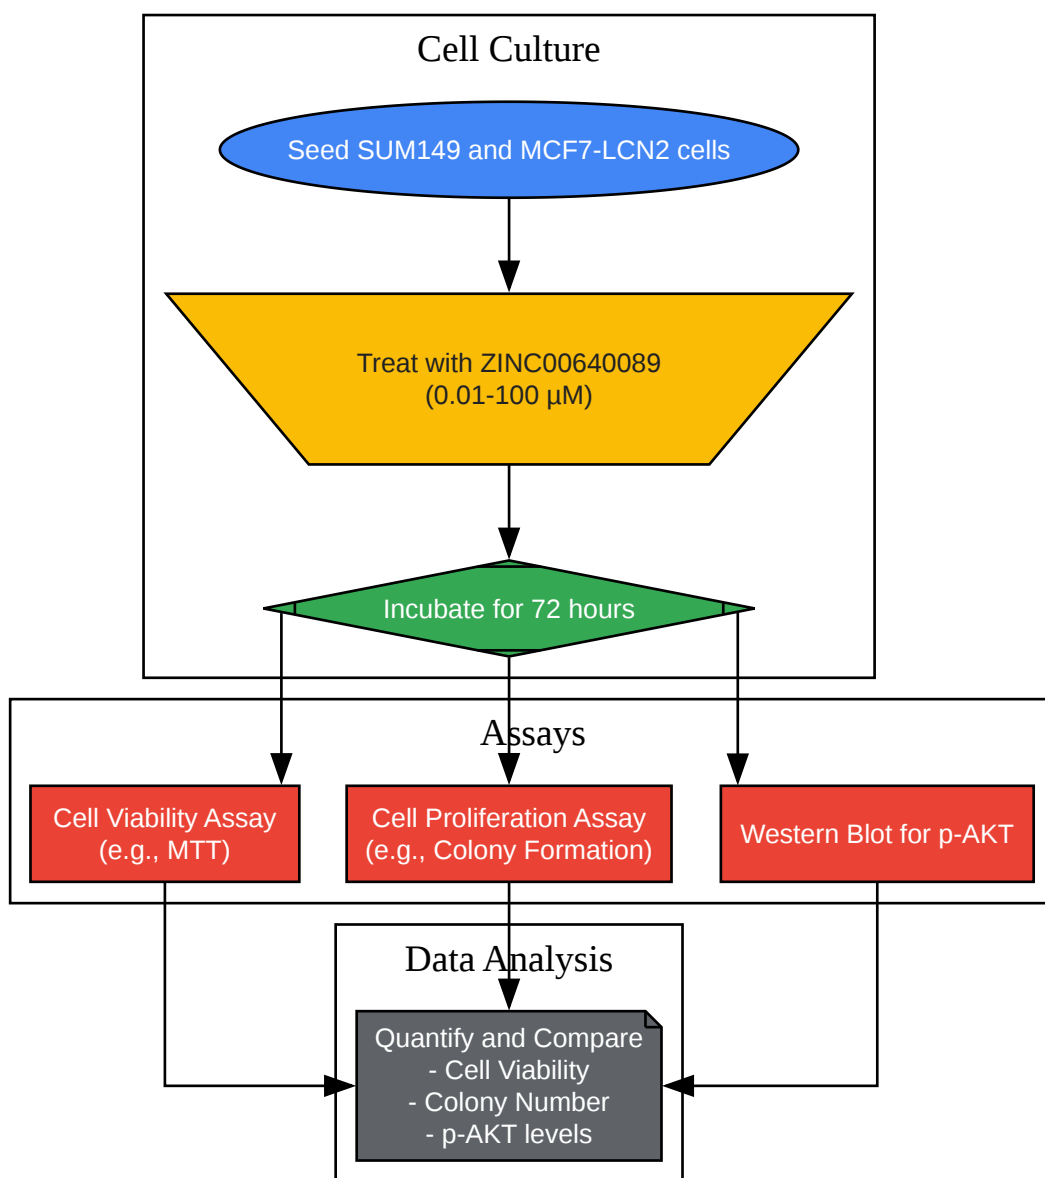 Cell Culture
Seed SUM149 and MCF7-LCN2 cells
Treat with ZINC00640089
(0.01-100 µM)
Incubate for 72 hours
Assays
Cell Viability Assay
(e.g., MTT)
Cell Proliferation Assay
(e.g., Colony Formation)
Western Blot for p-AKT
Data Analysis
Quantify and Compare
- Cell Viability
- Colony Number
- p-AKT levels